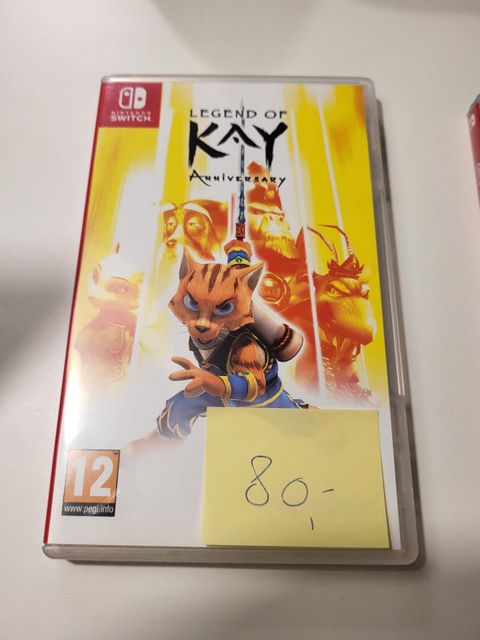 NINTENDO
SWITCH
LEGEND OF
KAY
ANNIVERSARY
80,-
12
www.pegi.info